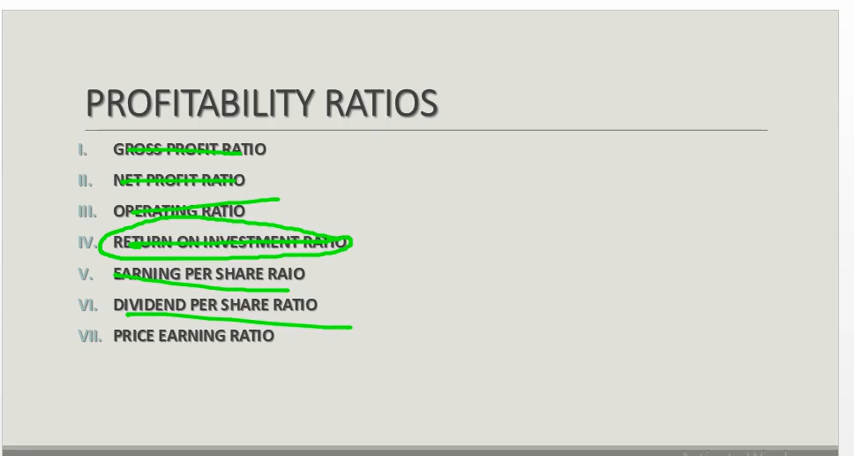 PROFITABILITY RATIOS
I. GROSS PROFIT RATIO
II. NET PROFIT RATIO
III. OPERATING RATIO
IV. RETURN ON INVESTMENT RATIO
V. EARNING PER SHARE RAIO
VI. DIVIDEND PER SHARE RATIO
VII. PRICE EARNING RATIO